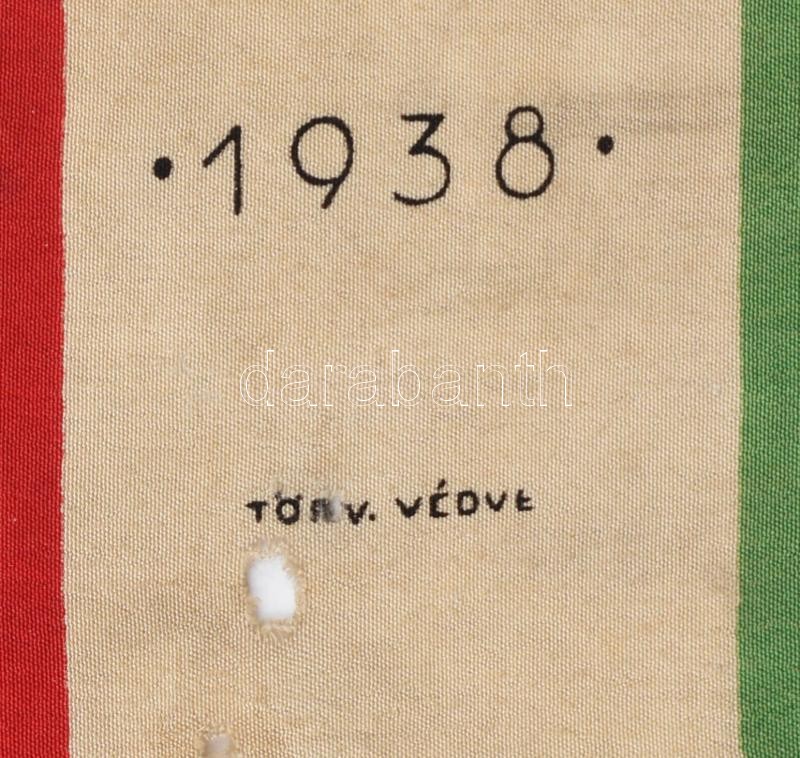 • 1938 •
darabanth
TÖRV. VÉDVE